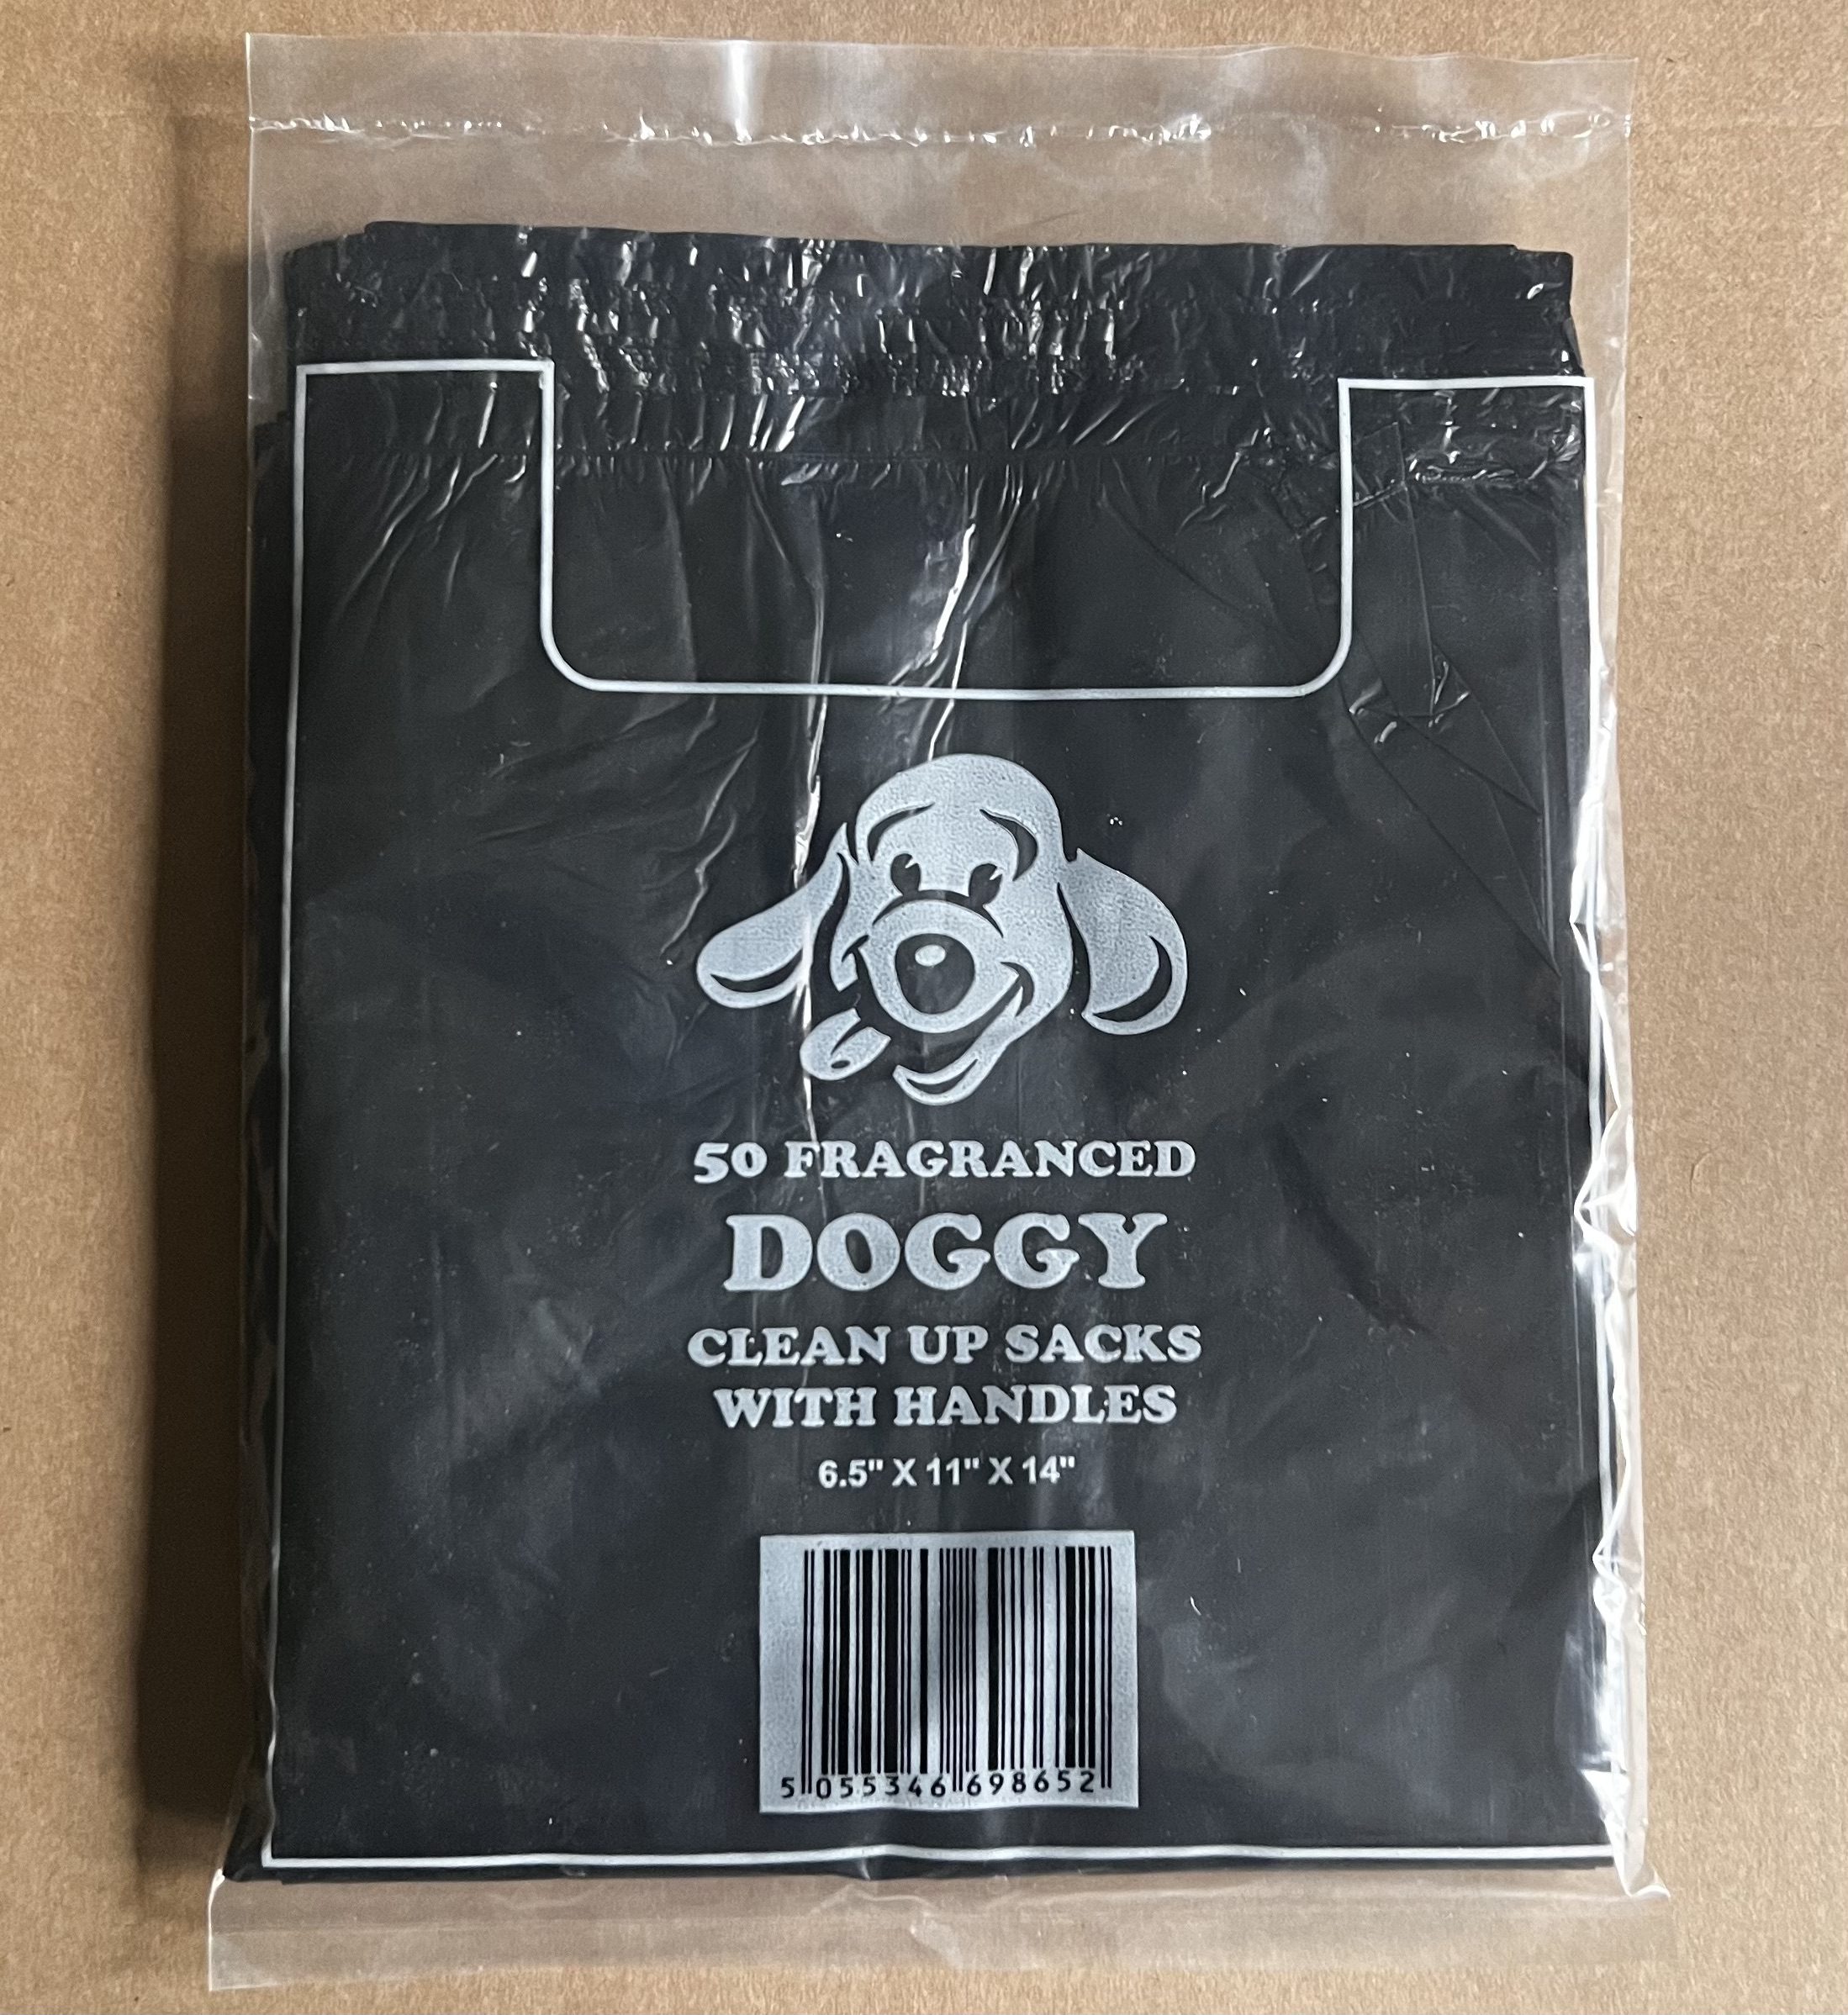 50 FRAGRANCED
DOGGY
CLEAN UP SACKS
WITH HANDLES
6.5" X 11" X 14"
5 055346 698652